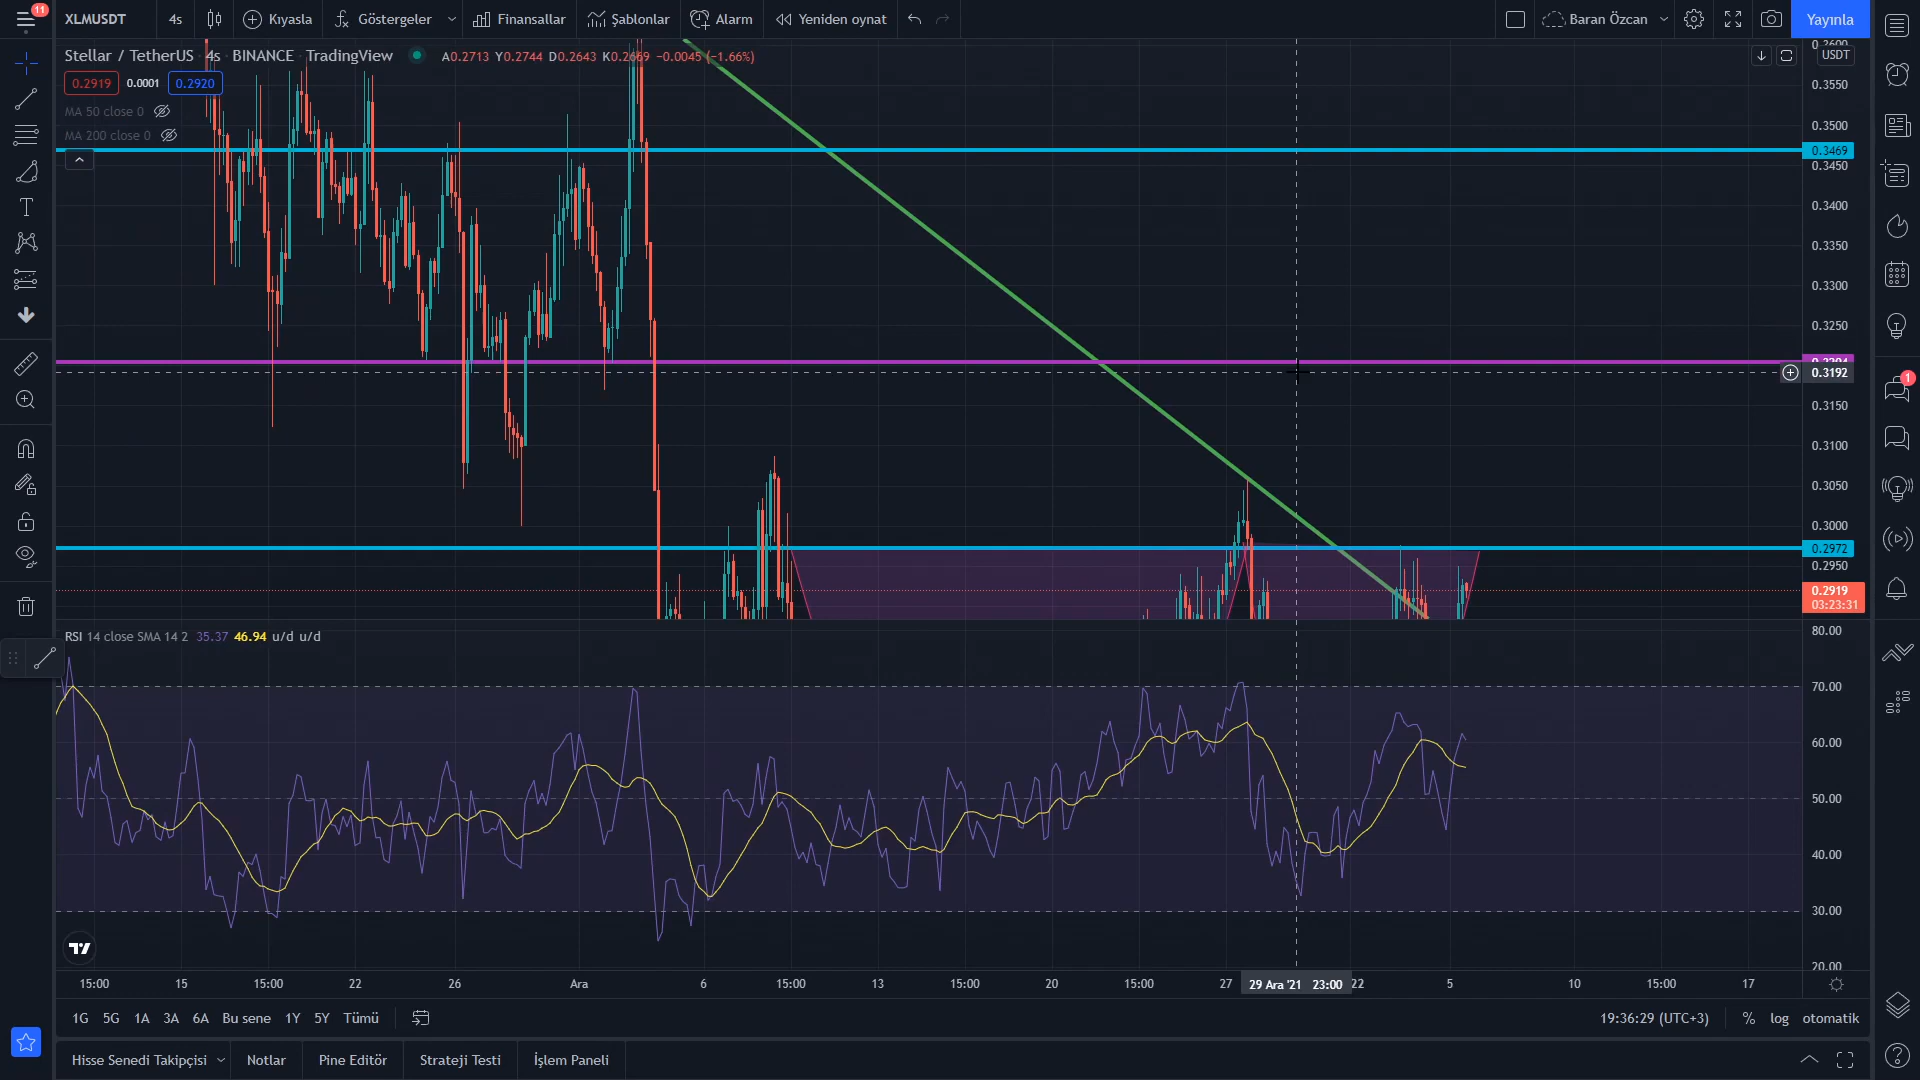 11
XLMUSDT 4s Kıyasla Göstergeler Finansallar Şablonlar Alarm Yeniden oynat Baran Özcan Yayınla
Stellar / TetherUS 4s BINANCE TradingView A0.2713 Y0.2744 D0.2643 K0.2669 −0.0045 (−1.66%)
0.2919 0.0001 0.2920
MA 50 close 0
MA 200 close 0
USDT
0.3600
0.3550
0.3500
0.3469
0.3450
0.3400
0.3350
0.3300
0.3250
0.3192
0.3150
0.3100
0.3050
0.3000
0.2972
0.2950
0.2919
03:23:31
1
RSI 14 close SMA 14 2 35.37 46.94 u/d u/d
80.00
70.00
60.00
50.00
40.00
30.00
20.00
15:00 15 15:00 22 26 Ara 6 15:00 13 15:00 20 15:00 27 29 Ara '21 23:00 22 5 10 15:00 17
1G 5G 1A 3A 6A Bu sene 1Y 5Y Tümü 19:36:29 (UTC+3) % log otomatik
Hisse Senedi Takipçisi Notlar Pine Editör Strateji Testi İşlem Paneli